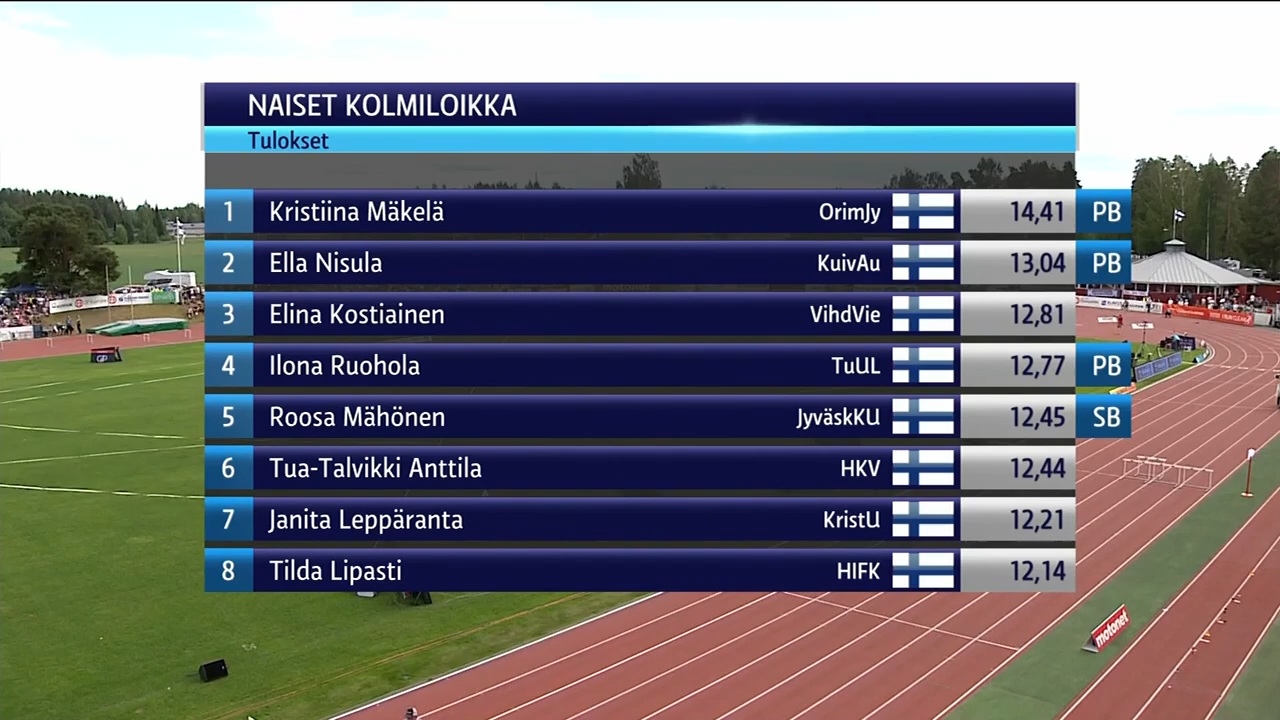 NAISET KOLMILOIKKA
Tulokset
1 Kristiina Mäkelä OrimJy 14,41 PB
2 Ella Nisula KuivAu 13,04 PB
3 Elina Kostiainen VihdVie 12,81
4 Ilona Ruohola TuUL 12,77 PB
5 Roosa Mähönen JyväskKU 12,45 SB
6 Tua-Talvikki Anttila HKV 12,44
7 Janita Leppäranta KristU 12,21
8 Tilda Lipasti HIFK 12,14
motonet